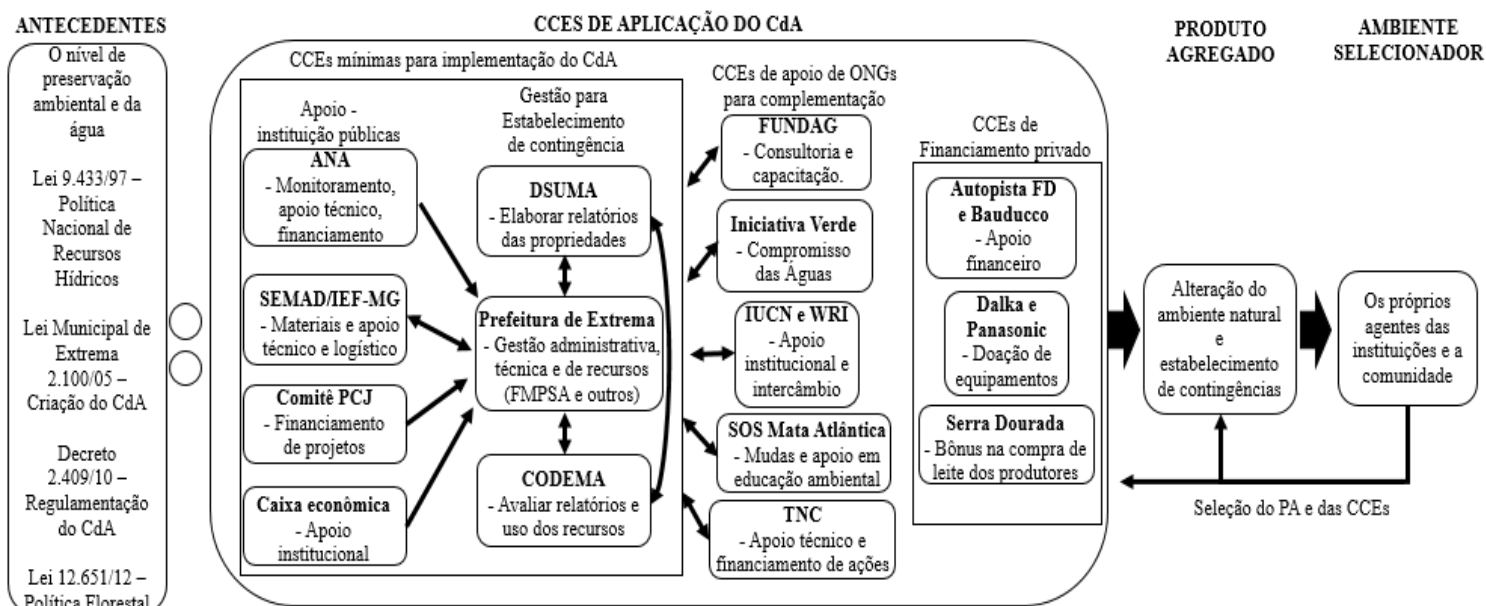 ANTECEDENTES
O nível de
preservação
ambiental e da
água
Lei 9.433/97 –
Política
Nacional de
Recursos
Hídricos
Lei Municipal de
Extrema
2.100/05 –
Criação do CdA
Decreto
2.409/10 –
Regulamentação
do CdA
Lei 12.651/12 –
Política Florestal
CCES DE APLICAÇÃO DO CdA
CCEs mínimas para implementação do CdA
Apoio -
instituição públicas
ANA
- Monitoramento,
apoio técnico,
financiamento
SEMAD/IEF-MG
- Materiais e apoio
técnico e logístico
Comitê PCJ
- Financiamento
de projetos
Caixa econômica
- Apoio
institucional
Gestão para
Estabelecimento
de contingência
DSUMA
- Elaborar relatórios
das propriedades
Prefeitura de Extrema
- Gestão administrativa,
técnica e de recursos
(FMPSA e outros)
CODEMA
- Avaliar relatórios e
uso dos recursos
CCEs de apoio de ONGs
para complementação
FUNDAG
- Consultoria e
capacitação.
Iniciativa Verde
- Compromisso
das Águas
IUCN e WRI
- Apoio
institucional e
intercâmbio
SOS Mata Atlântica
- Mudas e apoio em
educação ambiental
TNC
- Apoio técnico e
financiamento de ações
CCEs de
Financiamento privado
Autopista FD
e Bauducco
- Apoio
financeiro
Dalka e
Panasonic
- Doação de
equipamentos
Serra Dourada
- Bônus na compra de
leite dos produtores
PRODUTO
AGREGADO
Alteração do
ambiente natural
e
estabelecimento
de contingências
AMBIENTE
SELECIONADOR
Os próprios
agentes das
instituições e a
comunidade
Seleção do PA e das CCEs